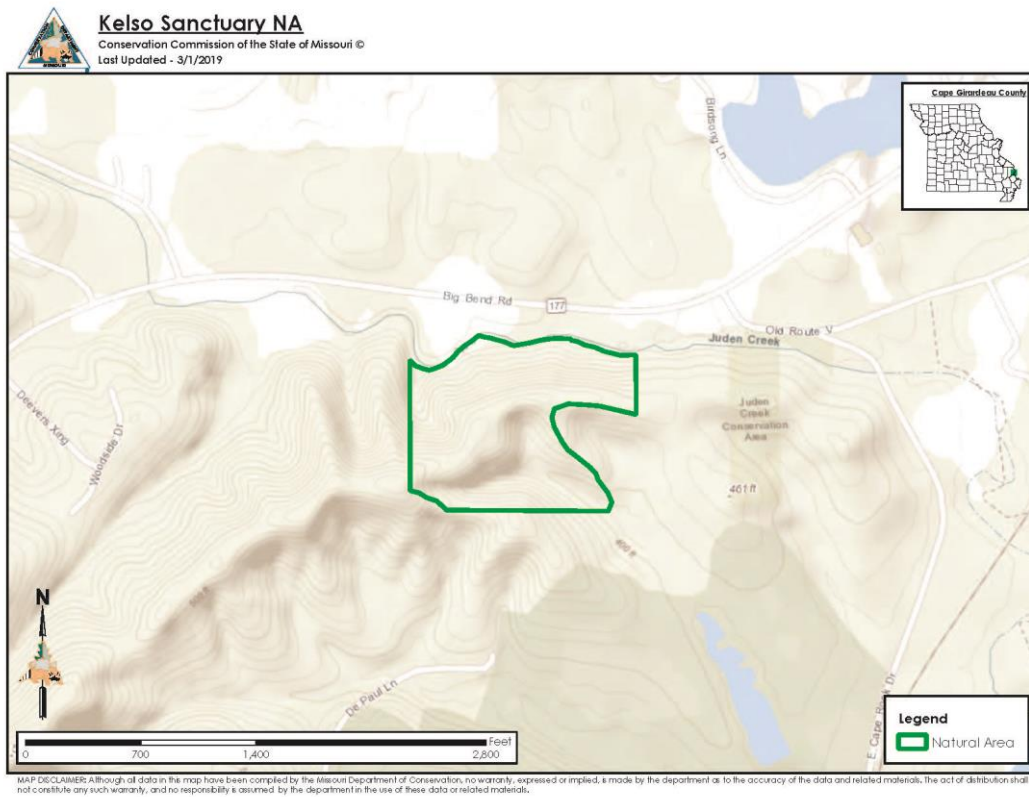 Kelso Sanctuary NA
Conservation Commission of the State of Missouri ©
Last Updated - 3/1/2019
Cape Girardeau County
Birdsong Ln
Big Bend Rd
177
Old Route V
Juden Creek
Deevers Xing
Woodside Dr
Juden
Creek
Conservation
Area
461 ft
400 ft
N
De Paul Ln
E Cape Rock Dr
Legend
Natural Area
Feet
0 700 1,400 2,800
MAP DISCLAIMER: Although all data in this map have been compiled by the Missouri Department of Conservation, no warranty, expressed or implied, is made by the department as to the accuracy of the data and related materials. The act of distribution shall
not constitute any such warranty, and no responsibility is assumed by the department in the use of these data or related materials.